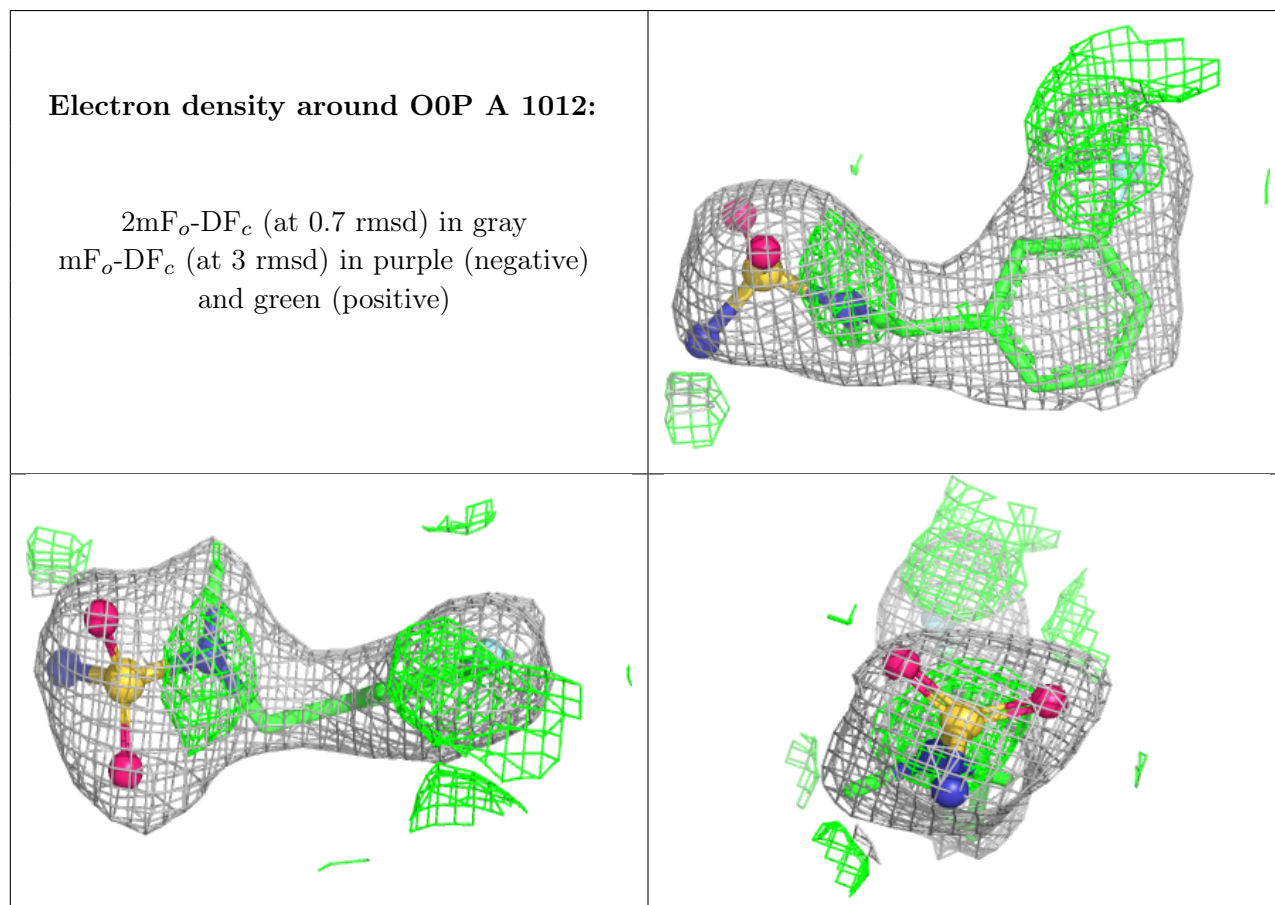 Electron density around O0P A 1012:
2mFo-DFc (at 0.7 rmsd) in gray
mFo-DFc (at 3 rmsd) in purple (negative)
and green (positive)